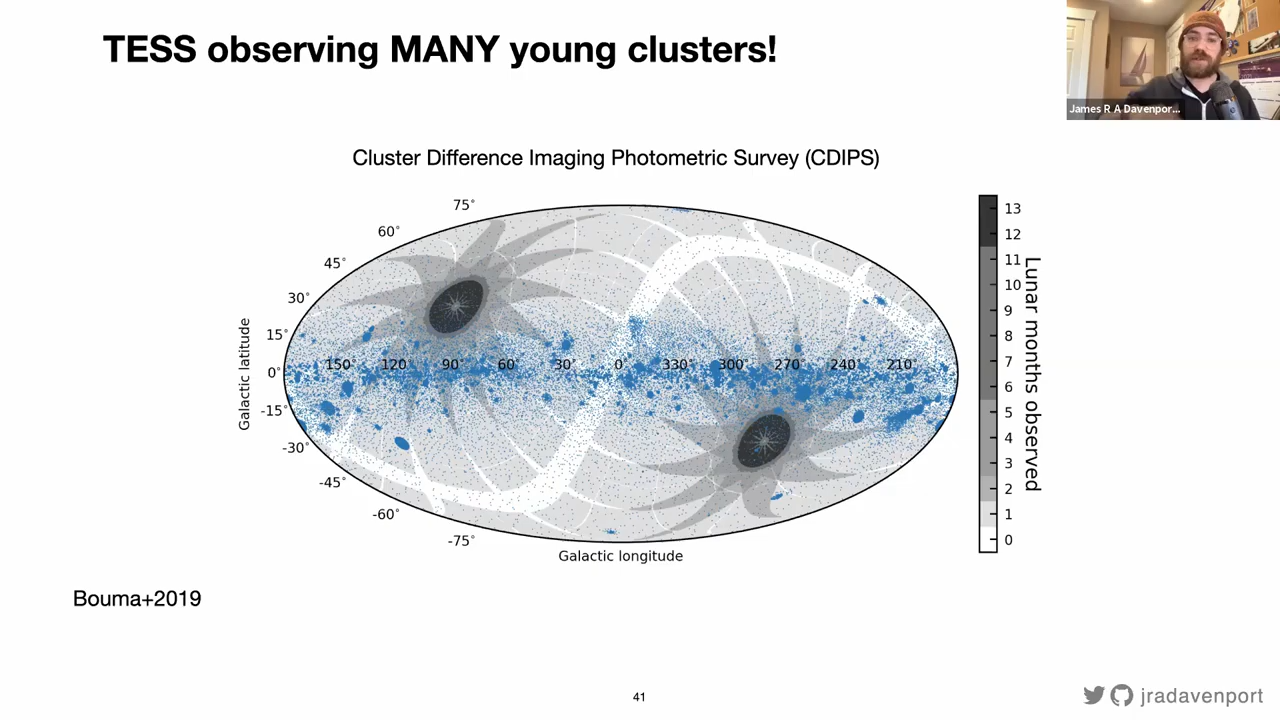 TESS observing MANY young clusters!
James R A Davenpor...
Cluster Difference Imaging Photometric Survey (CDIPS)
75°
60°
45°
30°
15°
0°
-15°
-30°
-45°
-60°
-75°
Galactic latitude
150° 120° 90° 60° 30° 0° 330° 300° 270° 240° 210°
Galactic longitude
13
12
11
10
9
8
7
6
5
4
3
2
1
0
Lunar months observed
Bouma+2019
41
jradavenport